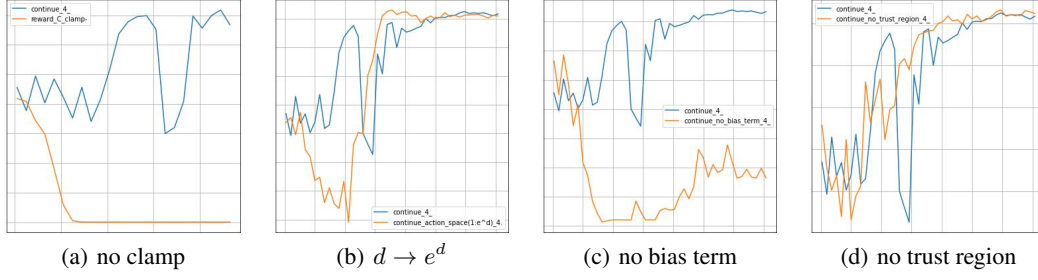 continue_4_
reward_C_clamp-
(a) no clamp
continue_4_
continue_action_space(1:e^d)_4_
(b) d → e^d
continue_4_
continue_no_bias_term_4_
(c) no bias term
continue_4_
continue_no_trust_region_4_
(d) no trust region